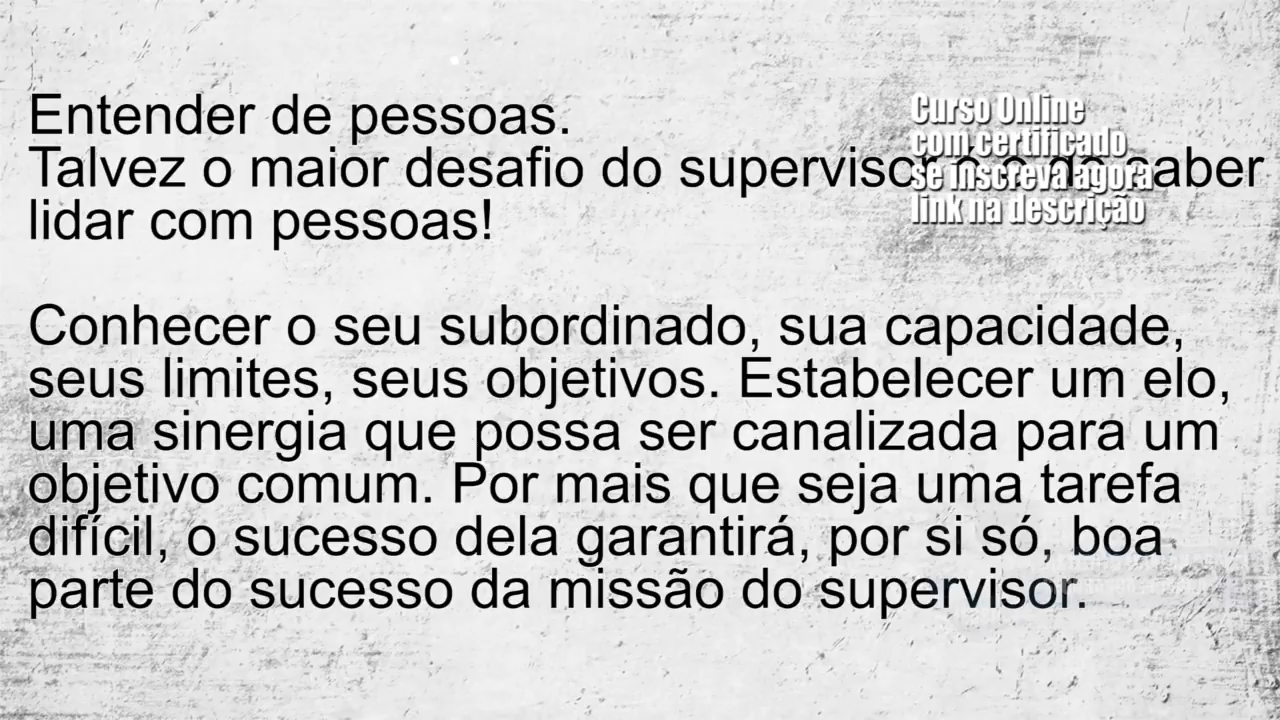 Entender de pessoas.
Talvez o maior desafio do supervisor é o de saber
lidar com pessoas!
Curso Online
com certificado
se inscreva agora
link na descrição
Conhecer o seu subordinado, sua capacidade,
seus limites, seus objetivos. Estabelecer um elo,
uma sinergia que possa ser canalizada para um
objetivo comum. Por mais que seja uma tarefa
difícil, o sucesso dela garantirá, por si só, boa
parte do sucesso da missão do supervisor.